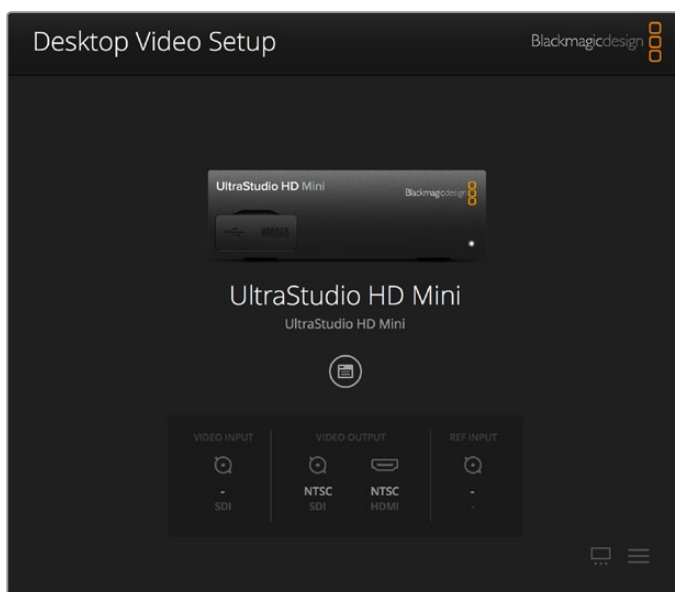 Desktop Video Setup
Blackmagicdesign
UltraStudio HD Mini
Blackmagicdesign
UltraStudio HD Mini
UltraStudio HD Mini
VIDEO INPUT
VIDEO OUTPUT
REF INPUT
- NTSC NTSC -
SDI SDI HDMI -